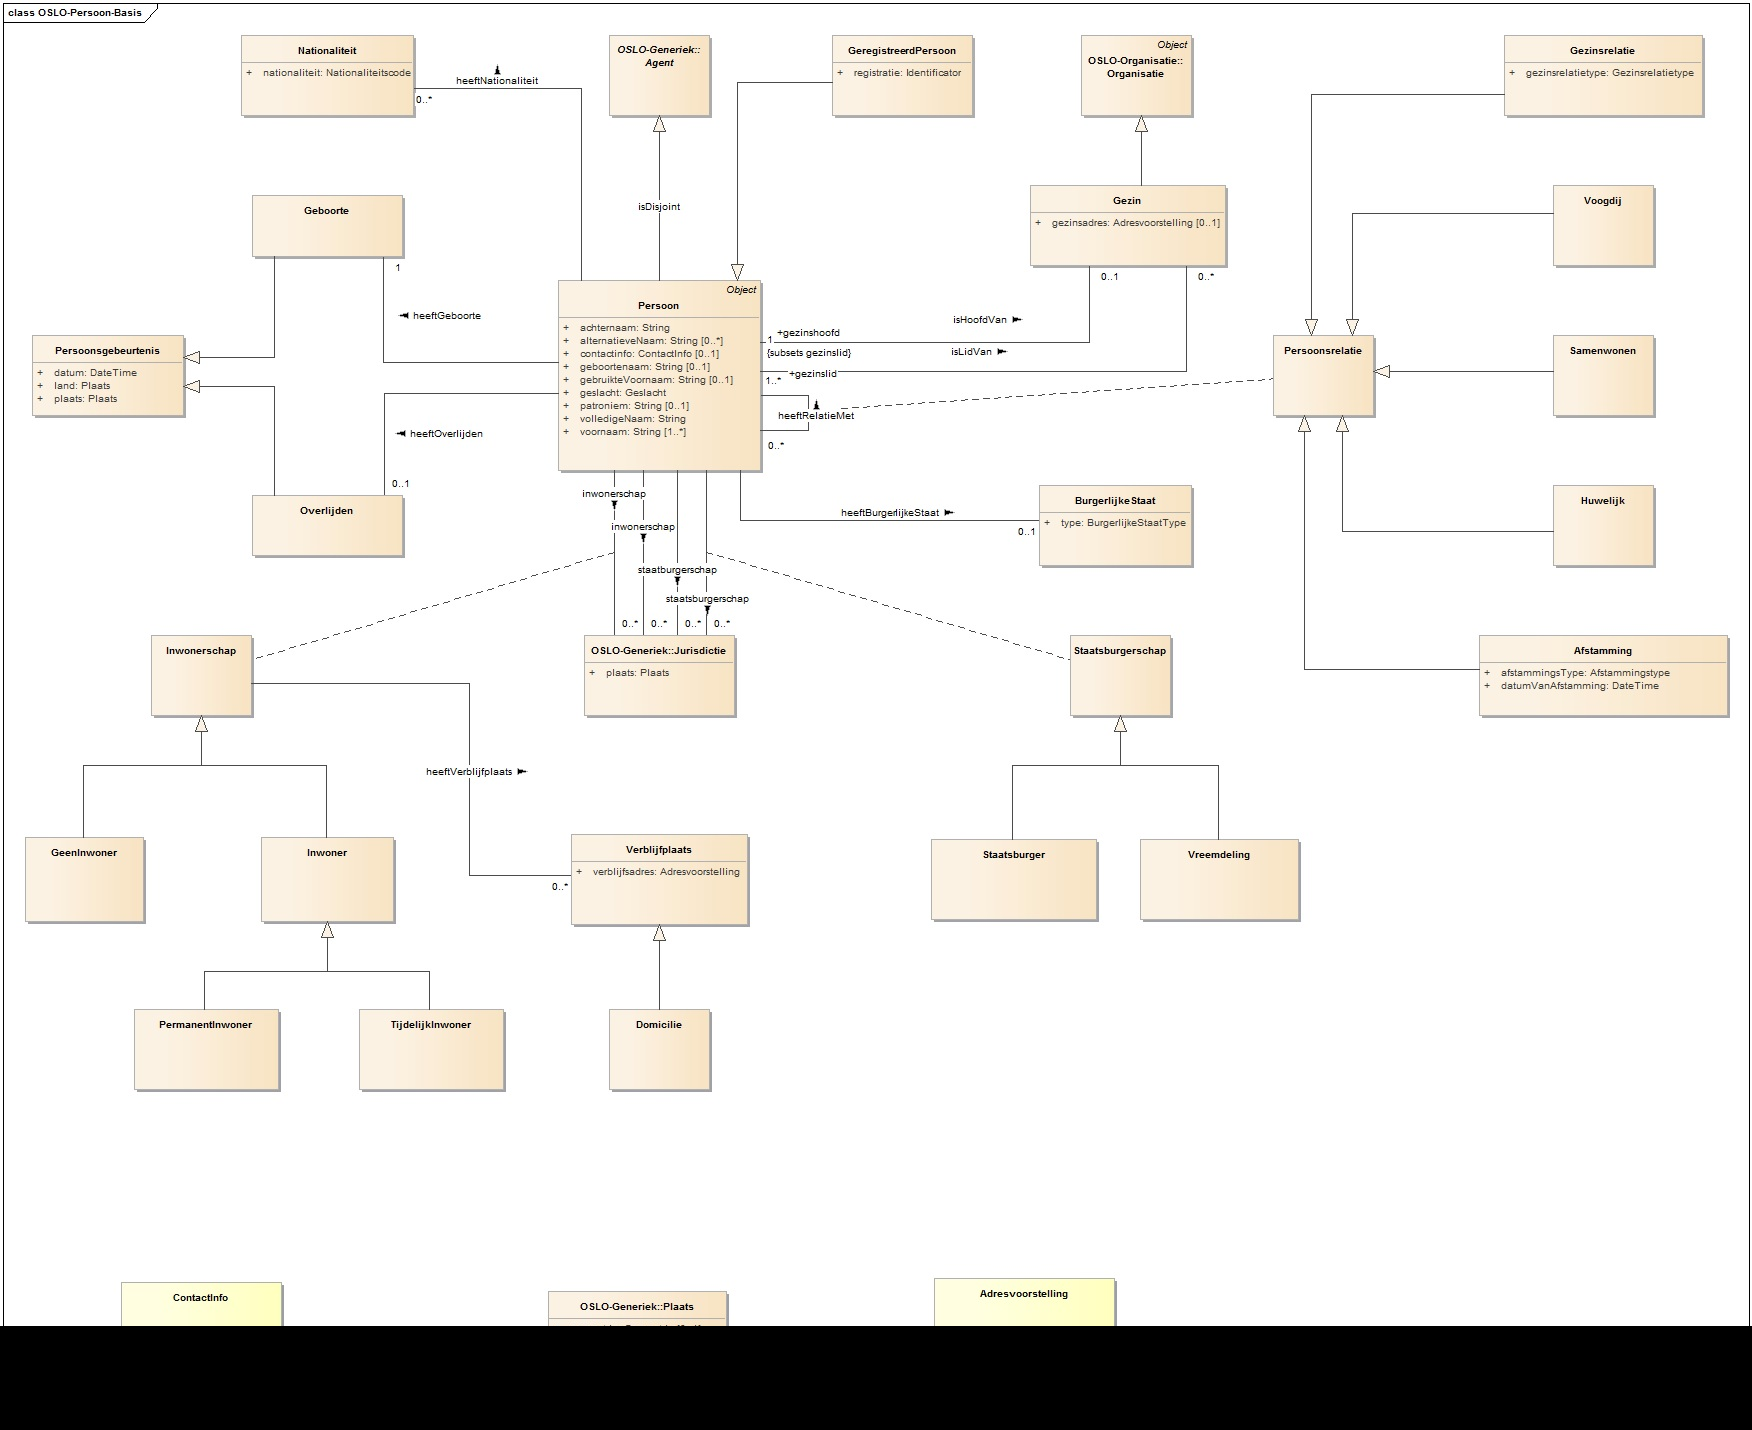 class OSLO-Persoon-Basis
Nationaliteit
+ nationaliteit: Nationaliteitscode
heeftNationaliteit
0..*
OSLO-Generiek::
Agent
GeregistreerdPersoon
+ registratie: Identificator
Object
OSLO-Organisatie::
Organisatie
Gezinsrelatie
+ gezinsrelatietype: Gezinsrelatietype
Geboorte
1
isDisjoint
Gezin
+ gezinsadres: Adresvoorstelling [0..1]
0..1
0..*
Voogdij
heeftGeboorte
Persoonsgebeurtenis
+ datum: DateTime
+ land: Plaats
+ plaats: Plaats
Object
Persoon
+ achternaam: String
+ alternatieveNaam: String [0..*]
+ contactinfo: ContactInfo [0..1]
+ geboortenaam: String [0..1]
+ gebruikteVoornaam: String [0..1]
+ geslacht: Geslacht
+ patroniem: String [0..1]
+ volledigeNaam: String
+ voornaam: String [1..*]
isHoofdVan
+gezinshoofd
1
{subsets gezinslid}
isLidVan
+gezinslid
1..*
heeftRelatieMet
0..*
Persoonsrelatie
Samenwonen
heeftOverlijden
0..1
Overlijden
inwonerschap
inwonerschap
staatburgerschap
staatsburgerschap
0..*
0..*
0..*
0..*
heeftBurgerlijkeStaat
0..1
BurgerlijkeStaat
+ type: BurgerlijkeStaatType
Huwelijk
Inwonerschap
OSLO-Generiek::Jurisdictie
+ plaats: Plaats
Staatsburgerschap
Afstamming
+ afstammingsType: Afstammingstype
+ datumVanAfstamming: DateTime
heeftVerblijfplaats
0..*
GeenInwoner
Inwoner
Verblijfplaats
+ verblijfsadres: Adresvoorstelling
Staatsburger
Vreemdeling
PermanentInwoner
TijdelijkInwoner
Domicilie
ContactInfo
OSLO-Generiek::Plaats
Adresvoorstelling